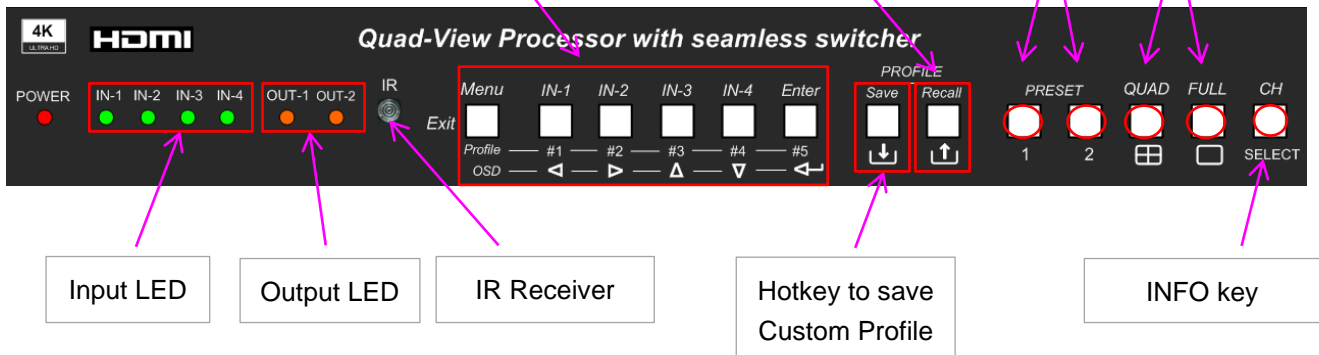 4K
ULTRA HD
HDMI
Quad-View Processor with seamless switcher
PROFILE
POWER IN-1 IN-2 IN-3 IN-4 OUT-1 OUT-2 IR Menu IN-1 IN-2 IN-3 IN-4 Enter Save Recall PRESET QUAD FULL CH
Exit
Profile #1 #2 #3 #4 #5 1 2 SELECT
OSD
Input LED
Output LED
IR Receiver
Hotkey to save
Custom Profile
INFO key